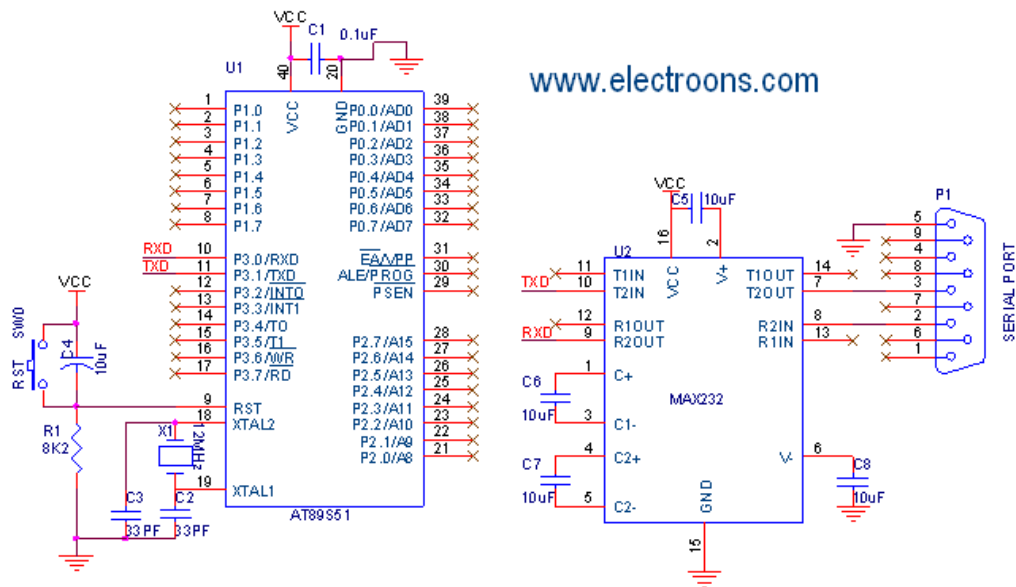 VCC
C1
0.1uF
U1
40
20
www.electroons.com
VCC
GND
1 P1.0
2 P1.1
3 P1.2
4 P1.3
5 P1.4
6 P1.5
7 P1.6
8 P1.7
P0.0/AD0 39
P0.1/AD1 38
P0.2/AD2 37
P0.3/AD3 36
P0.4/AD4 35
P0.5/AD5 34
P0.6/AD6 33
P0.7/AD7 32
RXD 10 P3.0/RXD
TXD 11 P3.1/TXD
12 P3.2/INT0
13 P3.3/INT1
14 P3.4/TO
15 P3.5/T1
16 P3.6/WR
17 P3.7/RD
EA/VPP 31
ALE/PROG 30
PSEN 29
P2.7/A15 28
P2.6/A14 27
P2.5/A13 26
P2.4/A12 25
P2.3/A11 24
P2.2/A10 23
P2.1/A9 22
P2.0/A8 21
9 RST
18 XTAL2
19 XTAL1
AT89S51
VCC
SWD
RST
C4
10uF
R1
8K2
X1
12MHz
C3
33PF
C2
33PF
VCC
C5
10uF
16
2
U2
VCC
V+
TXD
11 T1IN
10 T2IN
RXD
12 R1OUT
9 R2OUT
T1OUT 14
T2OUT 7
R2IN 8
R1IN 13
1 C+
C6
10uF
3 C1-
4 C2+
C7
10uF
5 C2-
MAX232
V- 6
C8
10uF
GND
15
P1
5
9
4
8
3
7
2
6
1
SERIAL PORT